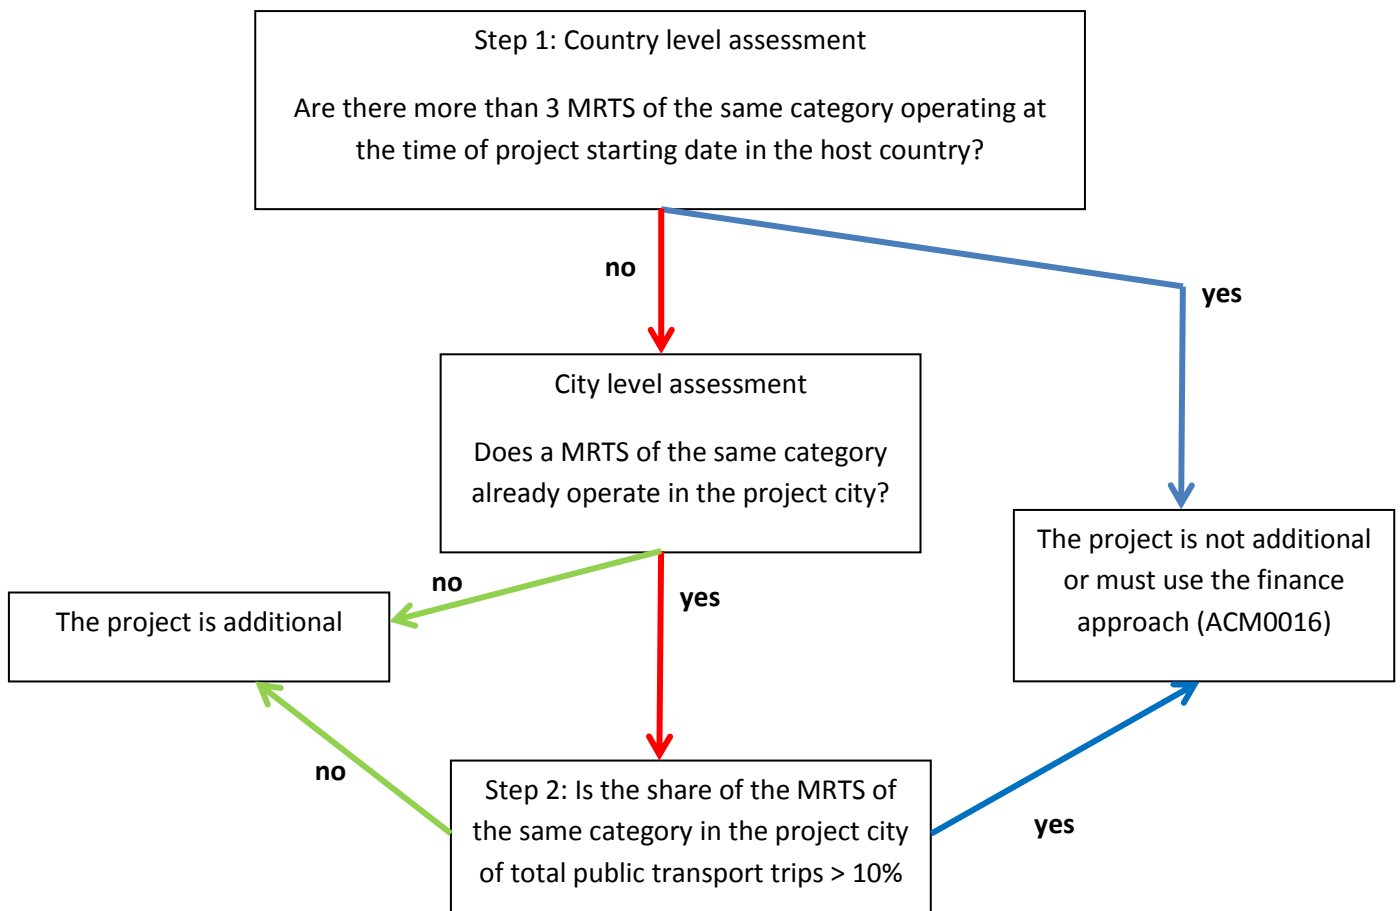 Step 1: Country level assessment
Are there more than 3 MRTS of the same category operating at
the time of project starting date in the host country?
no
yes
City level assessment
Does a MRTS of the same category
already operate in the project city?
The project is not additional
or must use the finance
approach (ACM0016)
no
yes
The project is additional
no
Step 2: Is the share of the MRTS of
the same category in the project city
of total public transport trips > 10%
yes